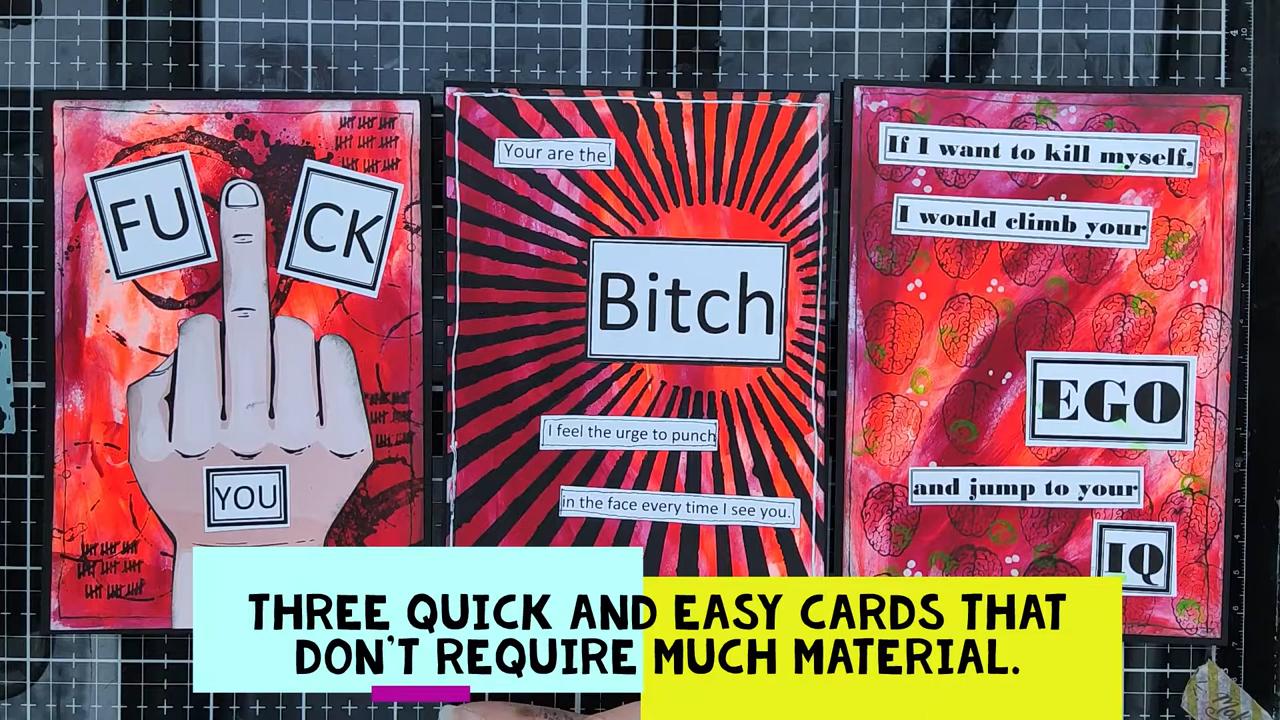 FU
CK
YOU
Your are the
Bitch
I feel the urge to punch
in the face every time I see you.
If I want to kill myself,
I would climb your
EGO
and jump to your
IQ
THREE QUICK AND EASY CARDS THAT
DON'T REQUIRE MUCH MATERIAL.